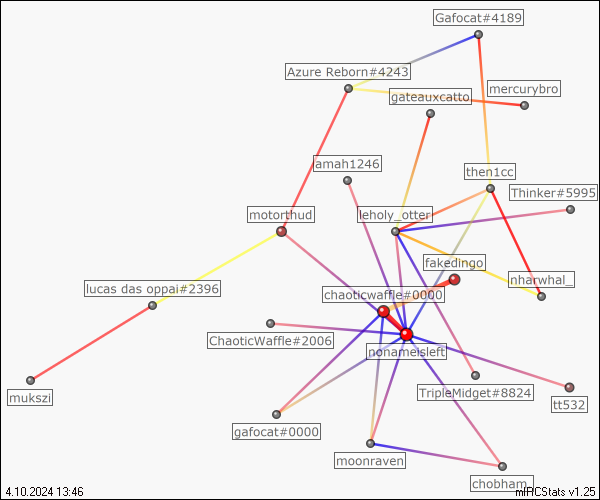 Gafocat#4189
Azure Reborn#4243
mercurybro
gateauxcatto
amah1246
then1cc
Thinker#5995
motorthud
leholy_otter
fakedingo
nharwhal_
lucas das oppai#2396
chaoticwaffle#0000
ChaoticWaffle#2006
nonameisleft
mukszi
TripleMidget#8824
tt532
gafocat#0000
moonraven
chobham_
4.10.2024 13:46
mIRCStats v1.25